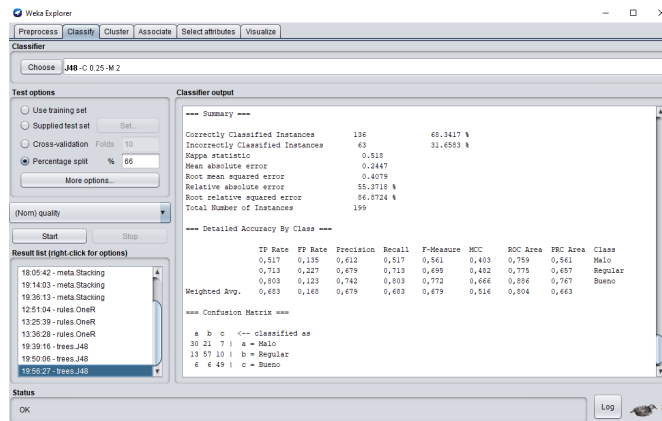 Weka Explorer
Preprocess Classify Cluster Associate Select attributes Visualize
Classifier
Choose J48 -C 0.25 -M 2
Test options
Use training set
Supplied test set Set...
Cross-validation Folds 10
Percentage split % 66
More options...
(Nom) quality
Start Stop
Result list (right-click for options)
18:05:42 - meta.Stacking
19:14:03 - meta.Stacking
19:36:13 - meta.Stacking
12:51:04 - rules.OneR
13:25:39 - rules.OneR
13:36:28 - rules.OneR
19:39:16 - trees.J48
19:50:06 - trees.J48
19:56:27 - trees.J48
Classifier output
=== Summary ===
Correctly Classified Instances 136 68.3417 %
Incorrectly Classified Instances 63 31.6583 %
Kappa statistic 0.518
Mean absolute error 0.2447
Root mean squared error 0.4079
Relative absolute error 55.3718 %
Root relative squared error 86.8724 %
Total Number of Instances 199
=== Detailed Accuracy By Class ===
TP Rate FP Rate Precision Recall F-Measure MCC ROC Area PRC Area Class
0,517 0,135 0,612 0,517 0,561 0,403 0,759 0,561 Malo
0,713 0,227 0,679 0,713 0,695 0,482 0,775 0,657 Regular
0,803 0,123 0,742 0,803 0,772 0,666 0,886 0,767 Bueno
Weighted Avg. 0,683 0,168 0,679 0,683 0,679 0,516 0,804 0,663
=== Confusion Matrix ===
a b c <-- classified as
30 21 7 | a = Malo
13 57 10 | b = Regular
6 6 49 | c = Bueno
Status
OK
Log